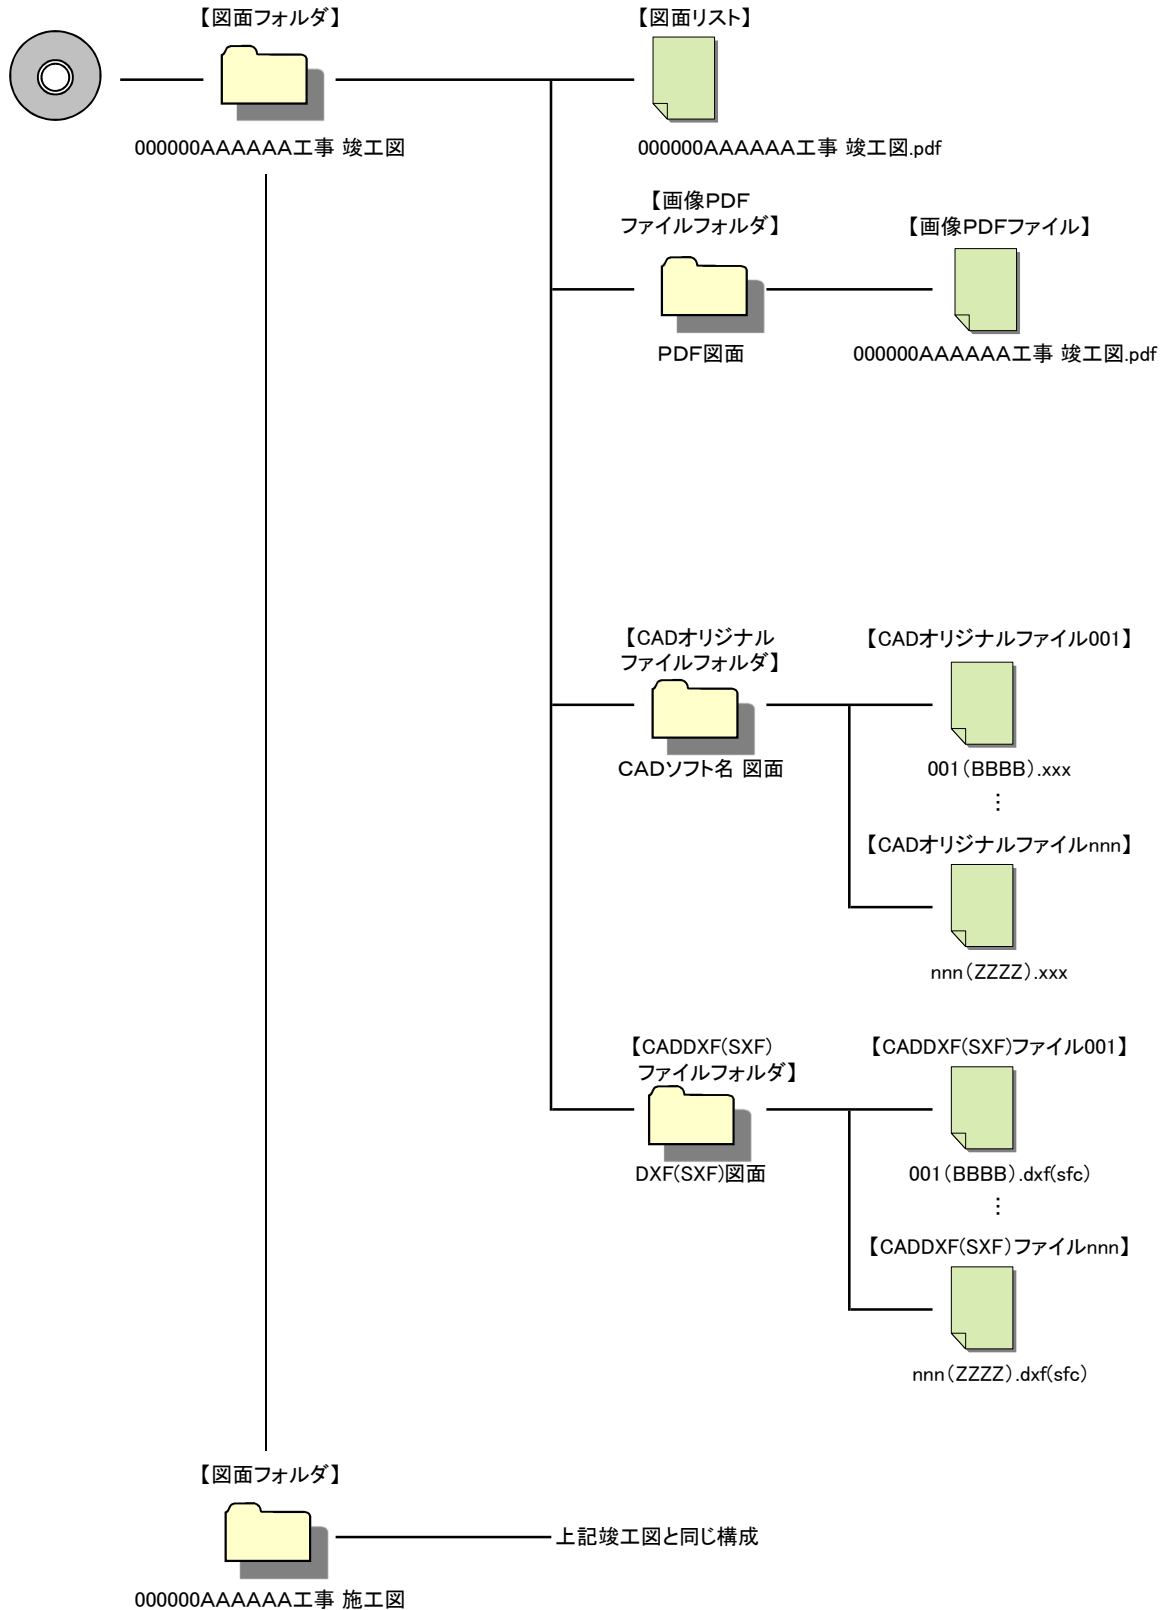 【図面フォルダ】
000000AAAAAA工事 竣工図
【図面リスト】
000000AAAAAA工事 竣工図.pdf
【画像PDF
ファイルフォルダ】
PDF図面
【画像PDFファイル】
000000AAAAAA工事 竣工図.pdf
【CADオリジナル
ファイルフォルダ】
CADソフト名 図面
【CADオリジナルファイル001】
001(BBBB).xxx
…
【CADオリジナルファイルnnn】
nnn(ZZZZ).xxx
【CADDXF(SXF)
ファイルフォルダ】
DXF(SXF)図面
【CADDXF(SXF)ファイル001】
001(BBBB).dxf(sfc)
…
【CADDXF(SXF)ファイルnnn】
nnn(ZZZZ).dxf(sfc)
【図面フォルダ】
000000AAAAAA工事 施工図
上記竣工図と同じ構成